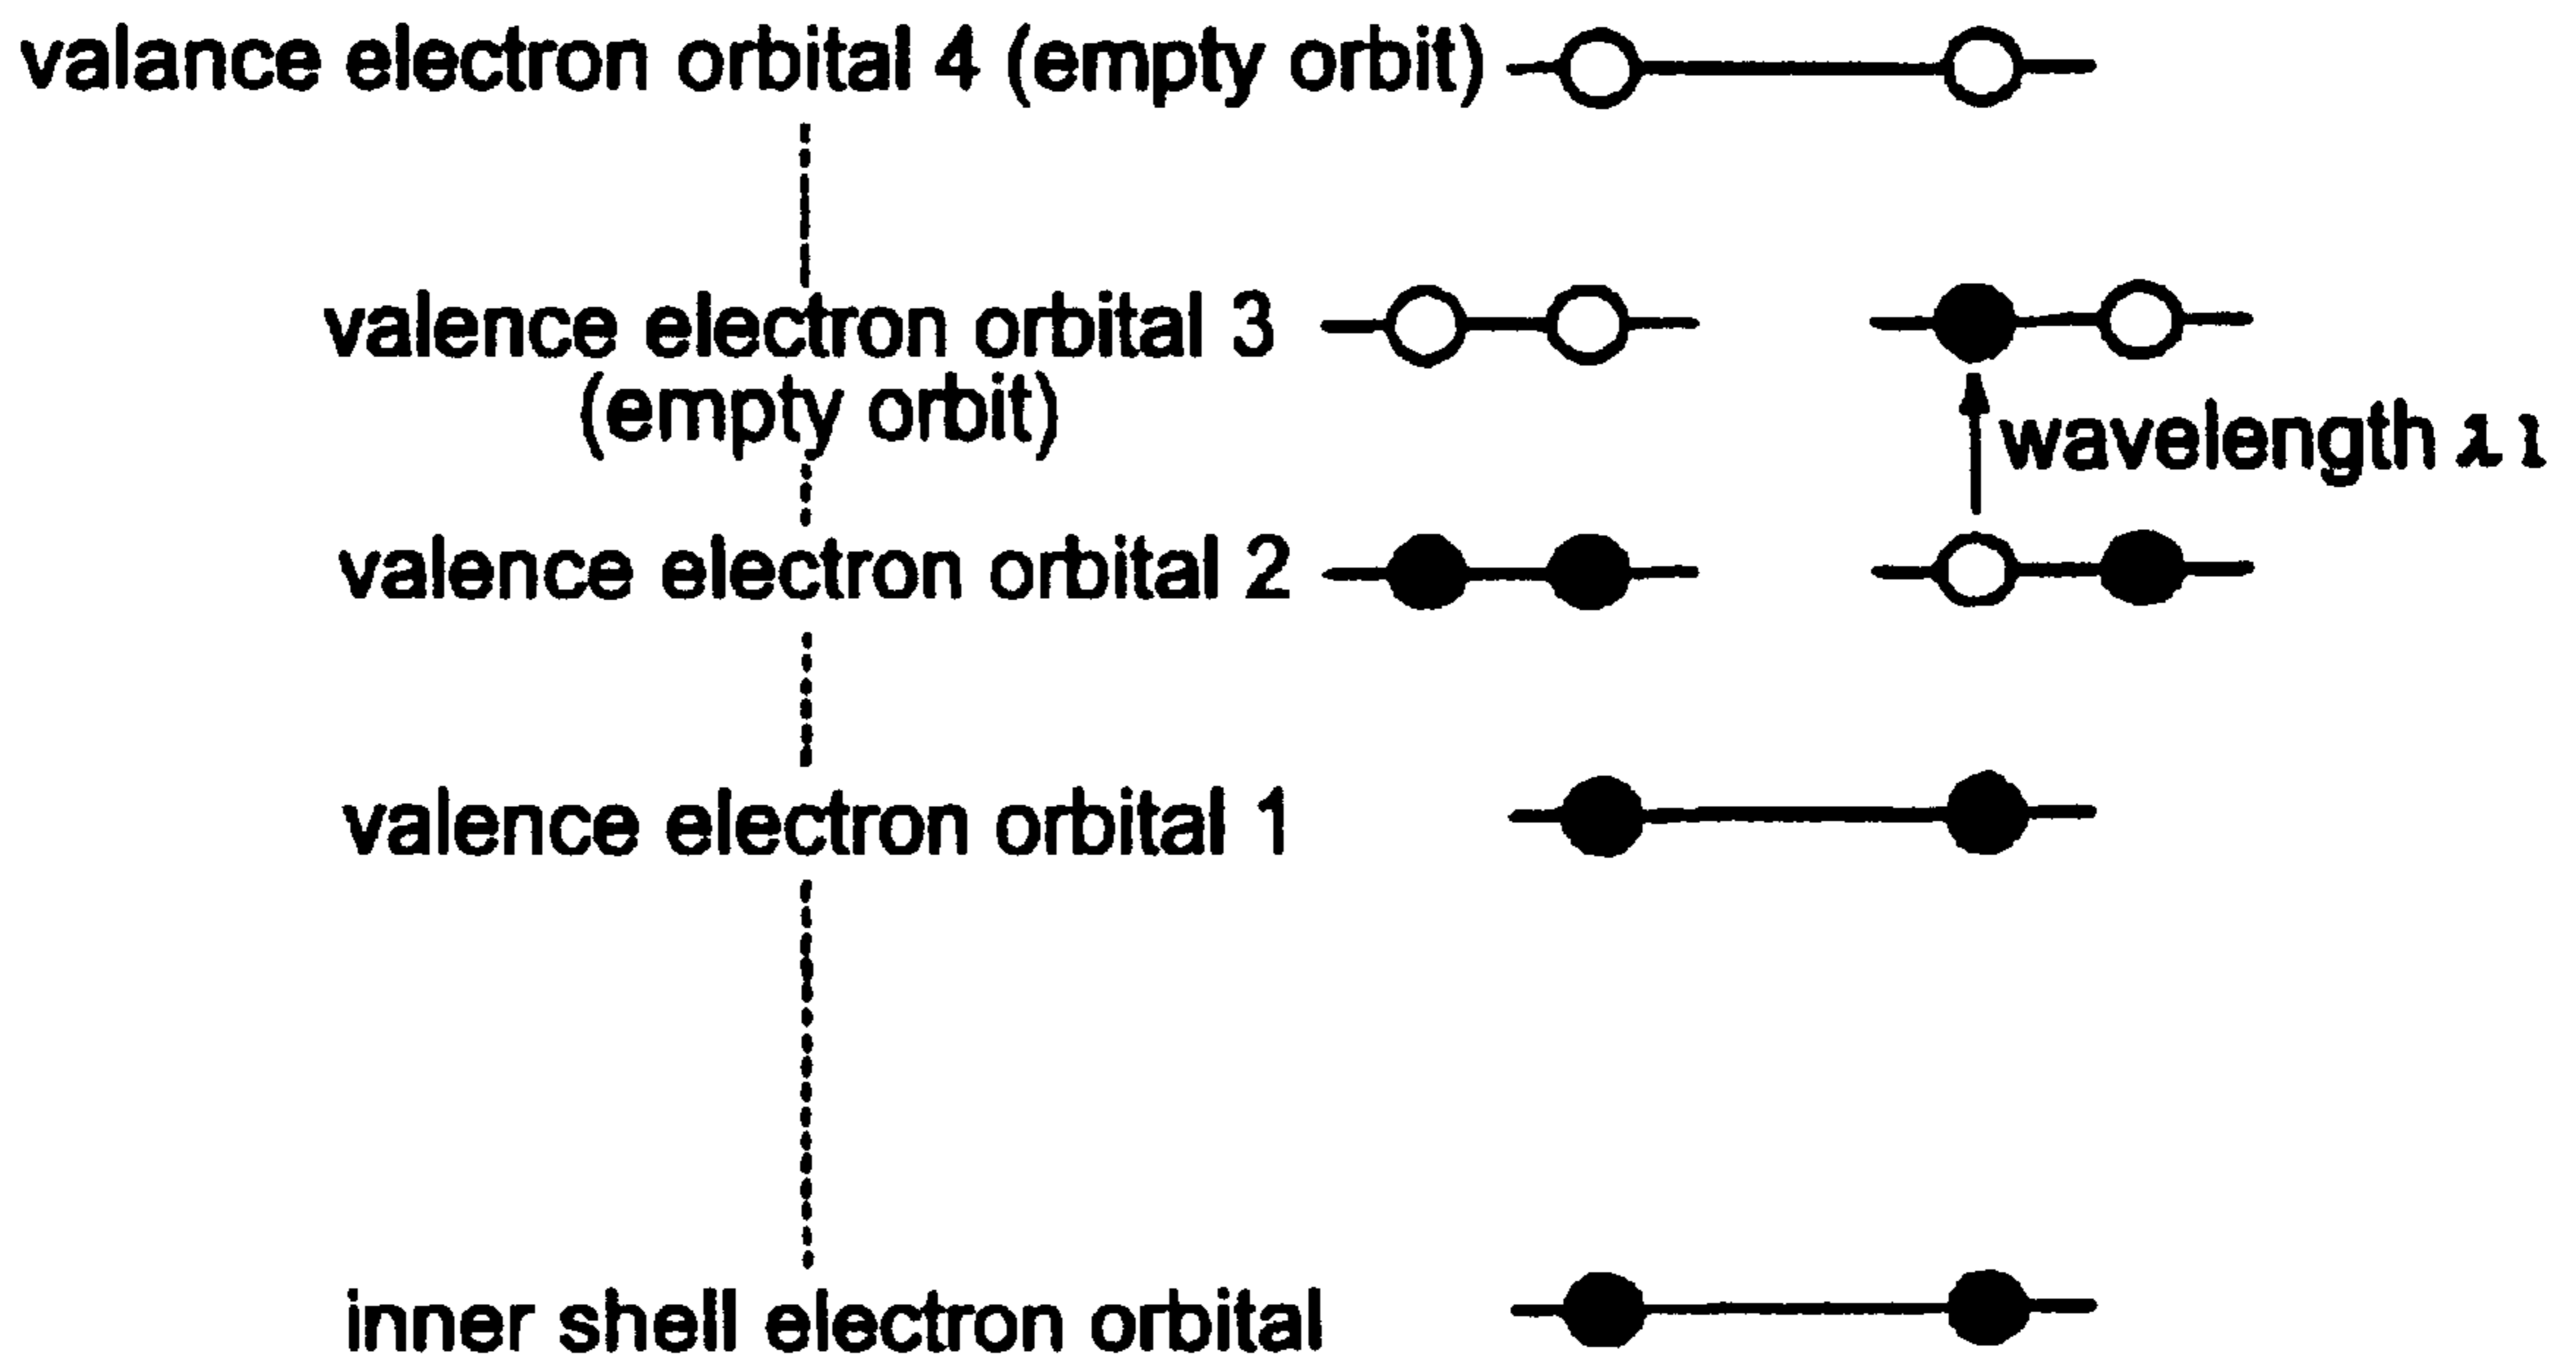 valance electron orbital 4 (empty orbit)
valence electron orbital 3
(empty orbit)
wavelength λ1
valence electron orbital 2
valence electron orbital 1
inner shell electron orbital